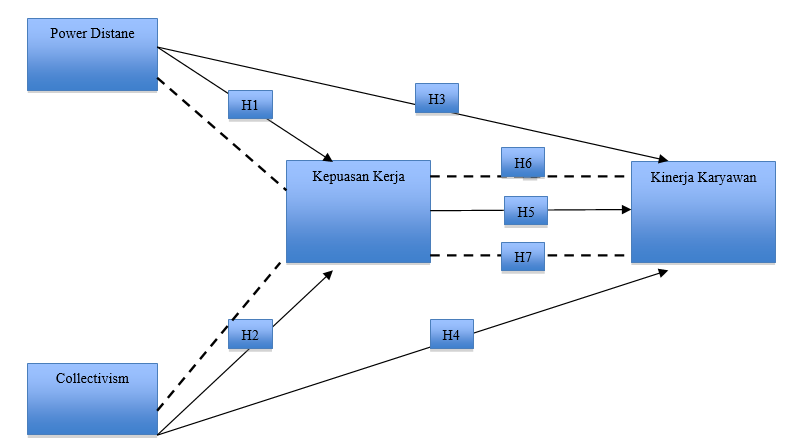 Power Distane
H1
H3
Kepuasan Kerja
H6
Kinerja Karyawan
H5
H7
H2
H4
Collectivism